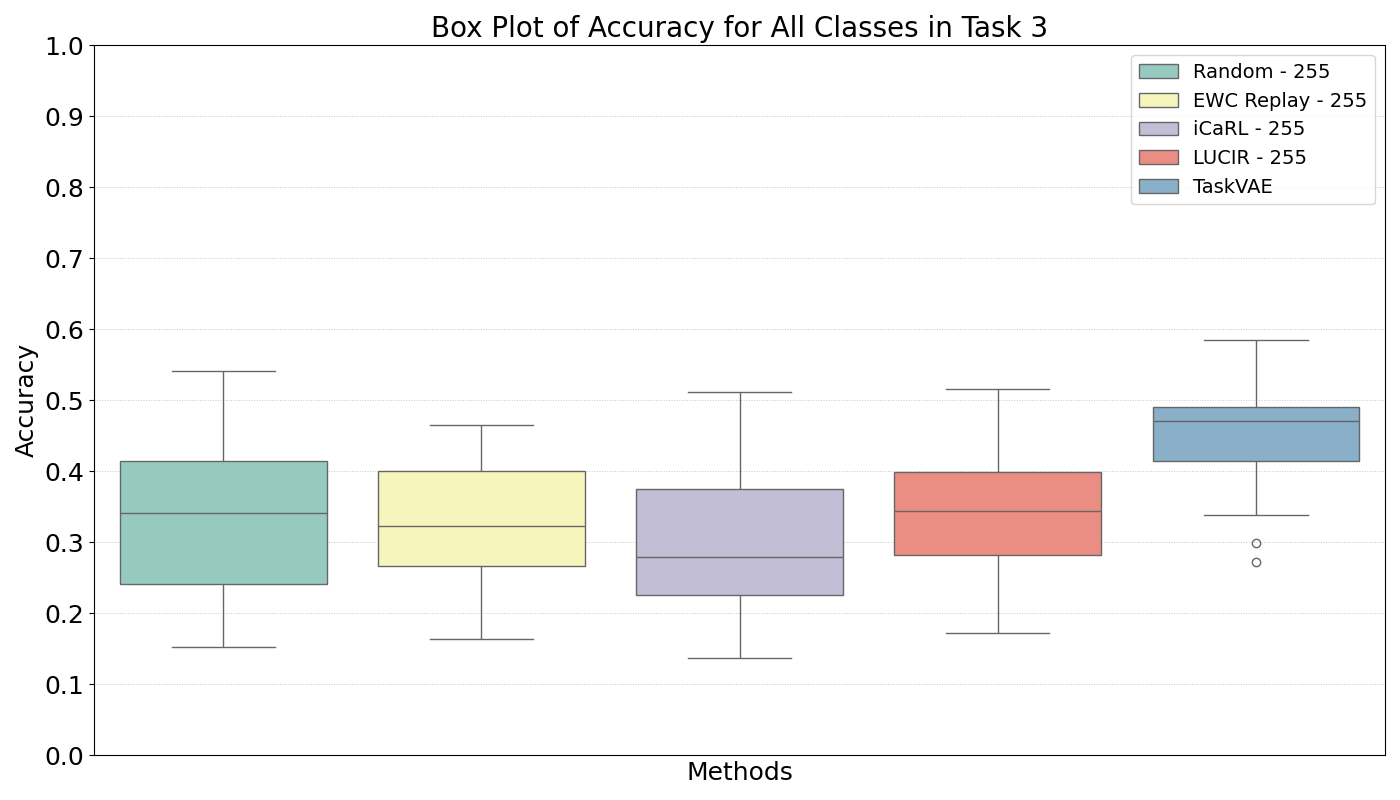 Box Plot of Accuracy for All Classes in Task 3
1.0
0.9
0.8
0.7
0.6
0.5
0.4
0.3
0.2
0.1
0.0
Accuracy
Methods
Random - 255
EWC Replay - 255
iCaRL - 255
LUCIR - 255
TaskVAE